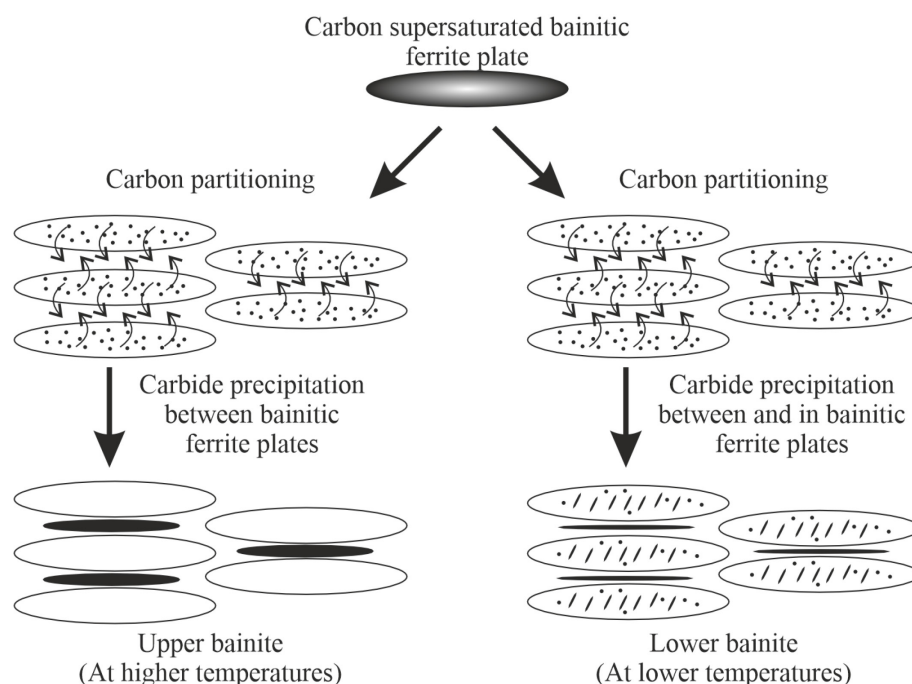 Carbon supersaturated bainitic
ferrite plate
Carbon partitioning
Carbon partitioning
Carbide precipitation
between bainitic
ferrite plates
Carbide precipitation
between and in bainitic
ferrite plates
Upper bainite
(At higher temperatures)
Lower bainite
(At lower temperatures)